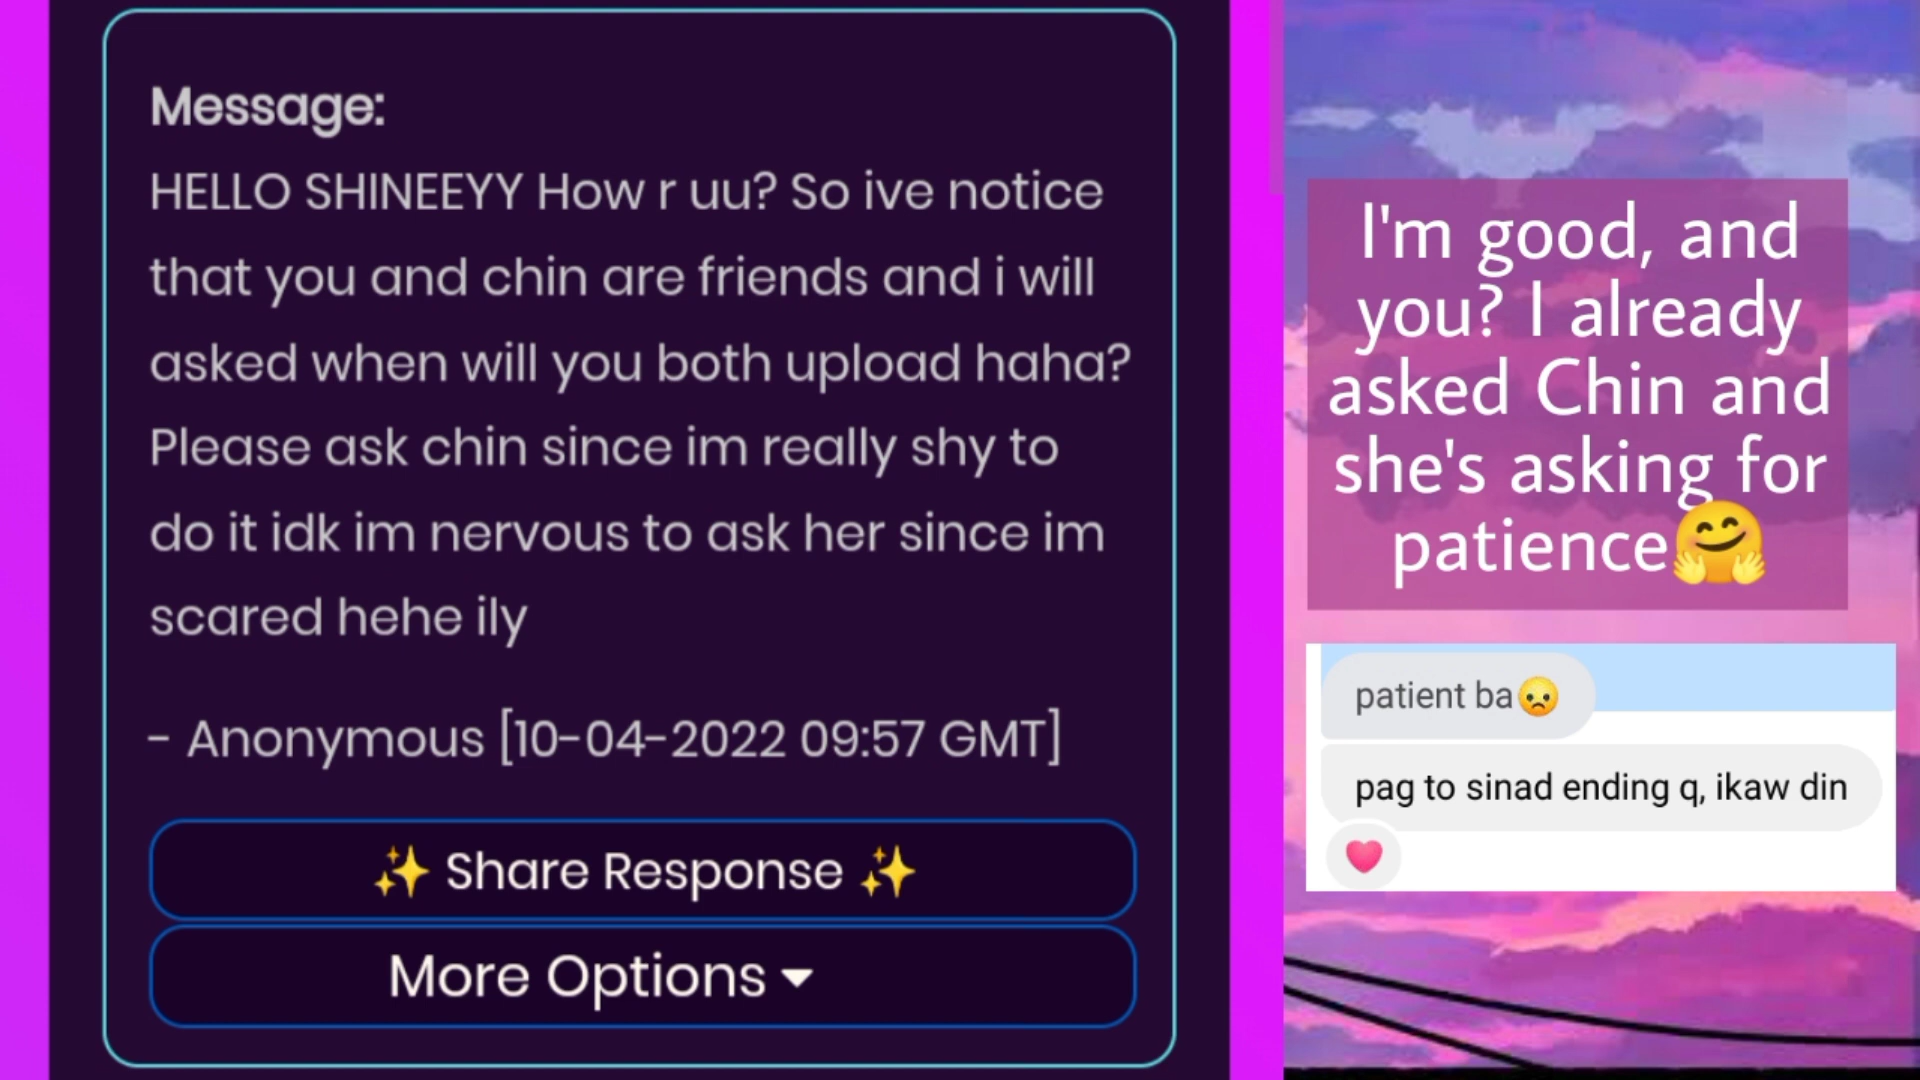 Message:
HELLO SHINEEYY How r uu? So ive notice
that you and chin are friends and i will
asked when will you both upload haha?
Please ask chin since im really shy to
do it idk im nervous to ask her since im
scared hehe ily
- Anonymous [10-04-2022 09:57 GMT]
✨ Share Response ✨
More Options
I'm good, and
you? I already
asked Chin and
she's asking for
patience🤗
patient ba😞
pag to sinad ending q, ikaw din